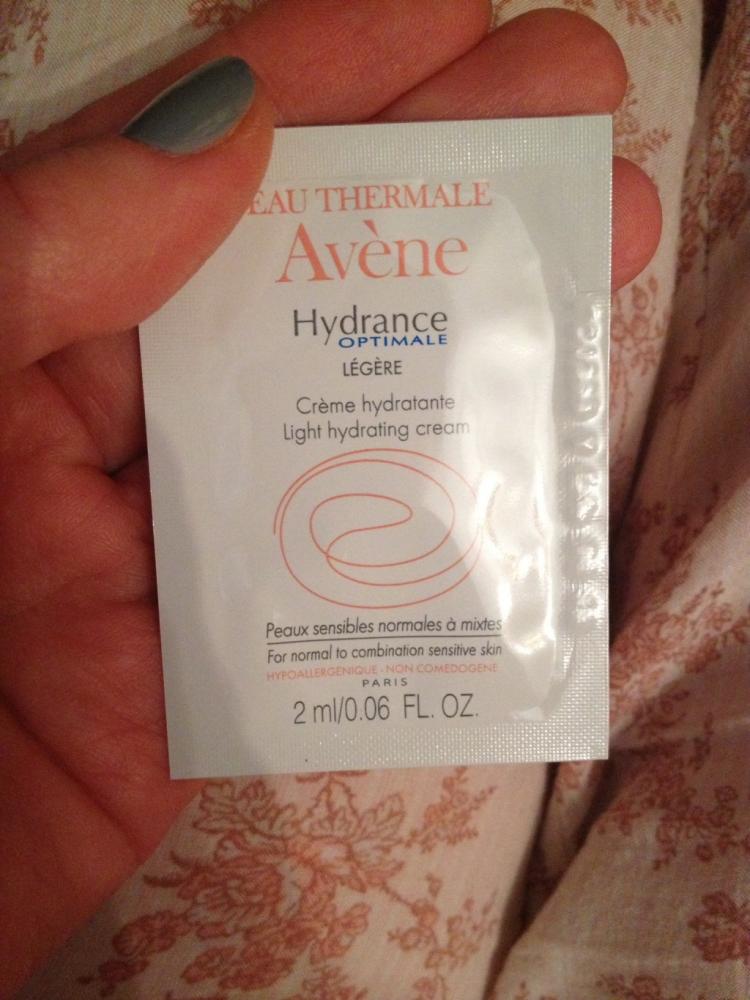 EAU THERMALE
Avène
Hydrance
OPTIMALE
LÉGÈRE
Crème hydratante
Light hydrating cream
Peaux sensibles normales à mixtes
For normal to combination sensitive skin
HYPOALLERGÉNIQUE - NON COMEDOGENE
PARIS
2 ml/0.06 FL. OZ.